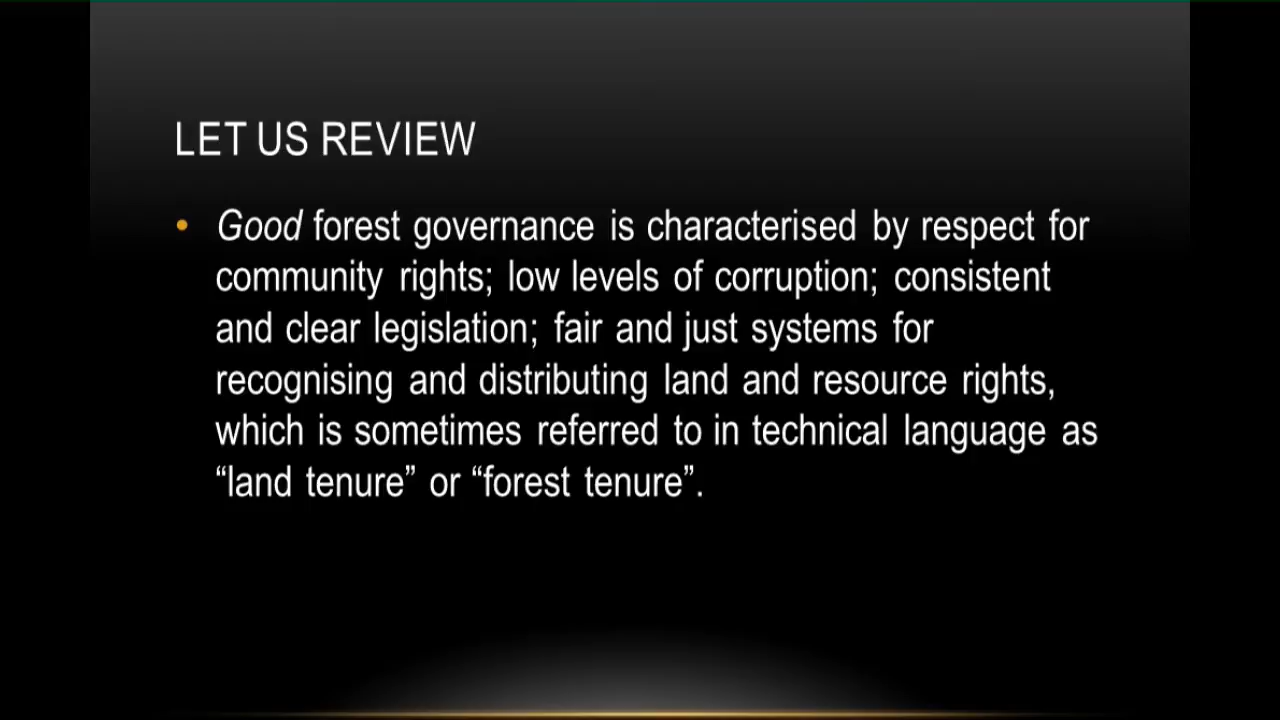 LET US REVIEW
• Good forest governance is characterised by respect for
community rights; low levels of corruption; consistent
and clear legislation; fair and just systems for
recognising and distributing land and resource rights,
which is sometimes referred to in technical language as
“land tenure” or “forest tenure”.